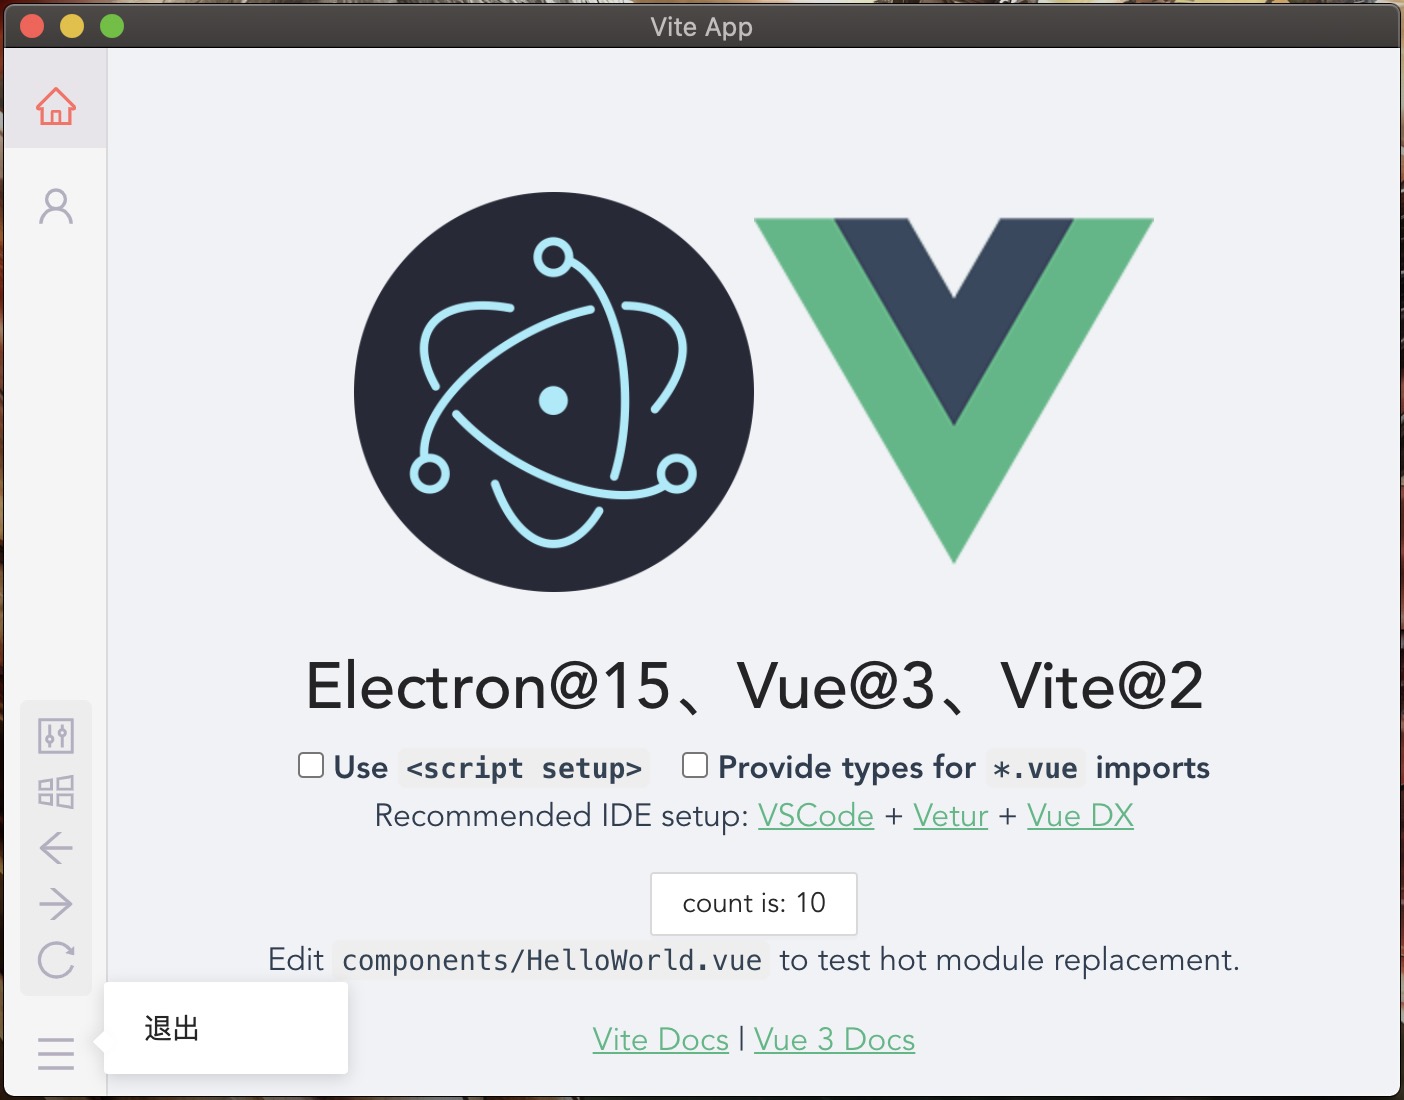 Vite App
Electron@15、Vue@3、Vite@2
Use <script setup> Provide types for *.vue imports
Recommended IDE setup: VSCode + Vetur + Vue DX
count is: 10
Edit components/HelloWorld.vue to test hot module replacement.
退出
Vite Docs | Vue 3 Docs